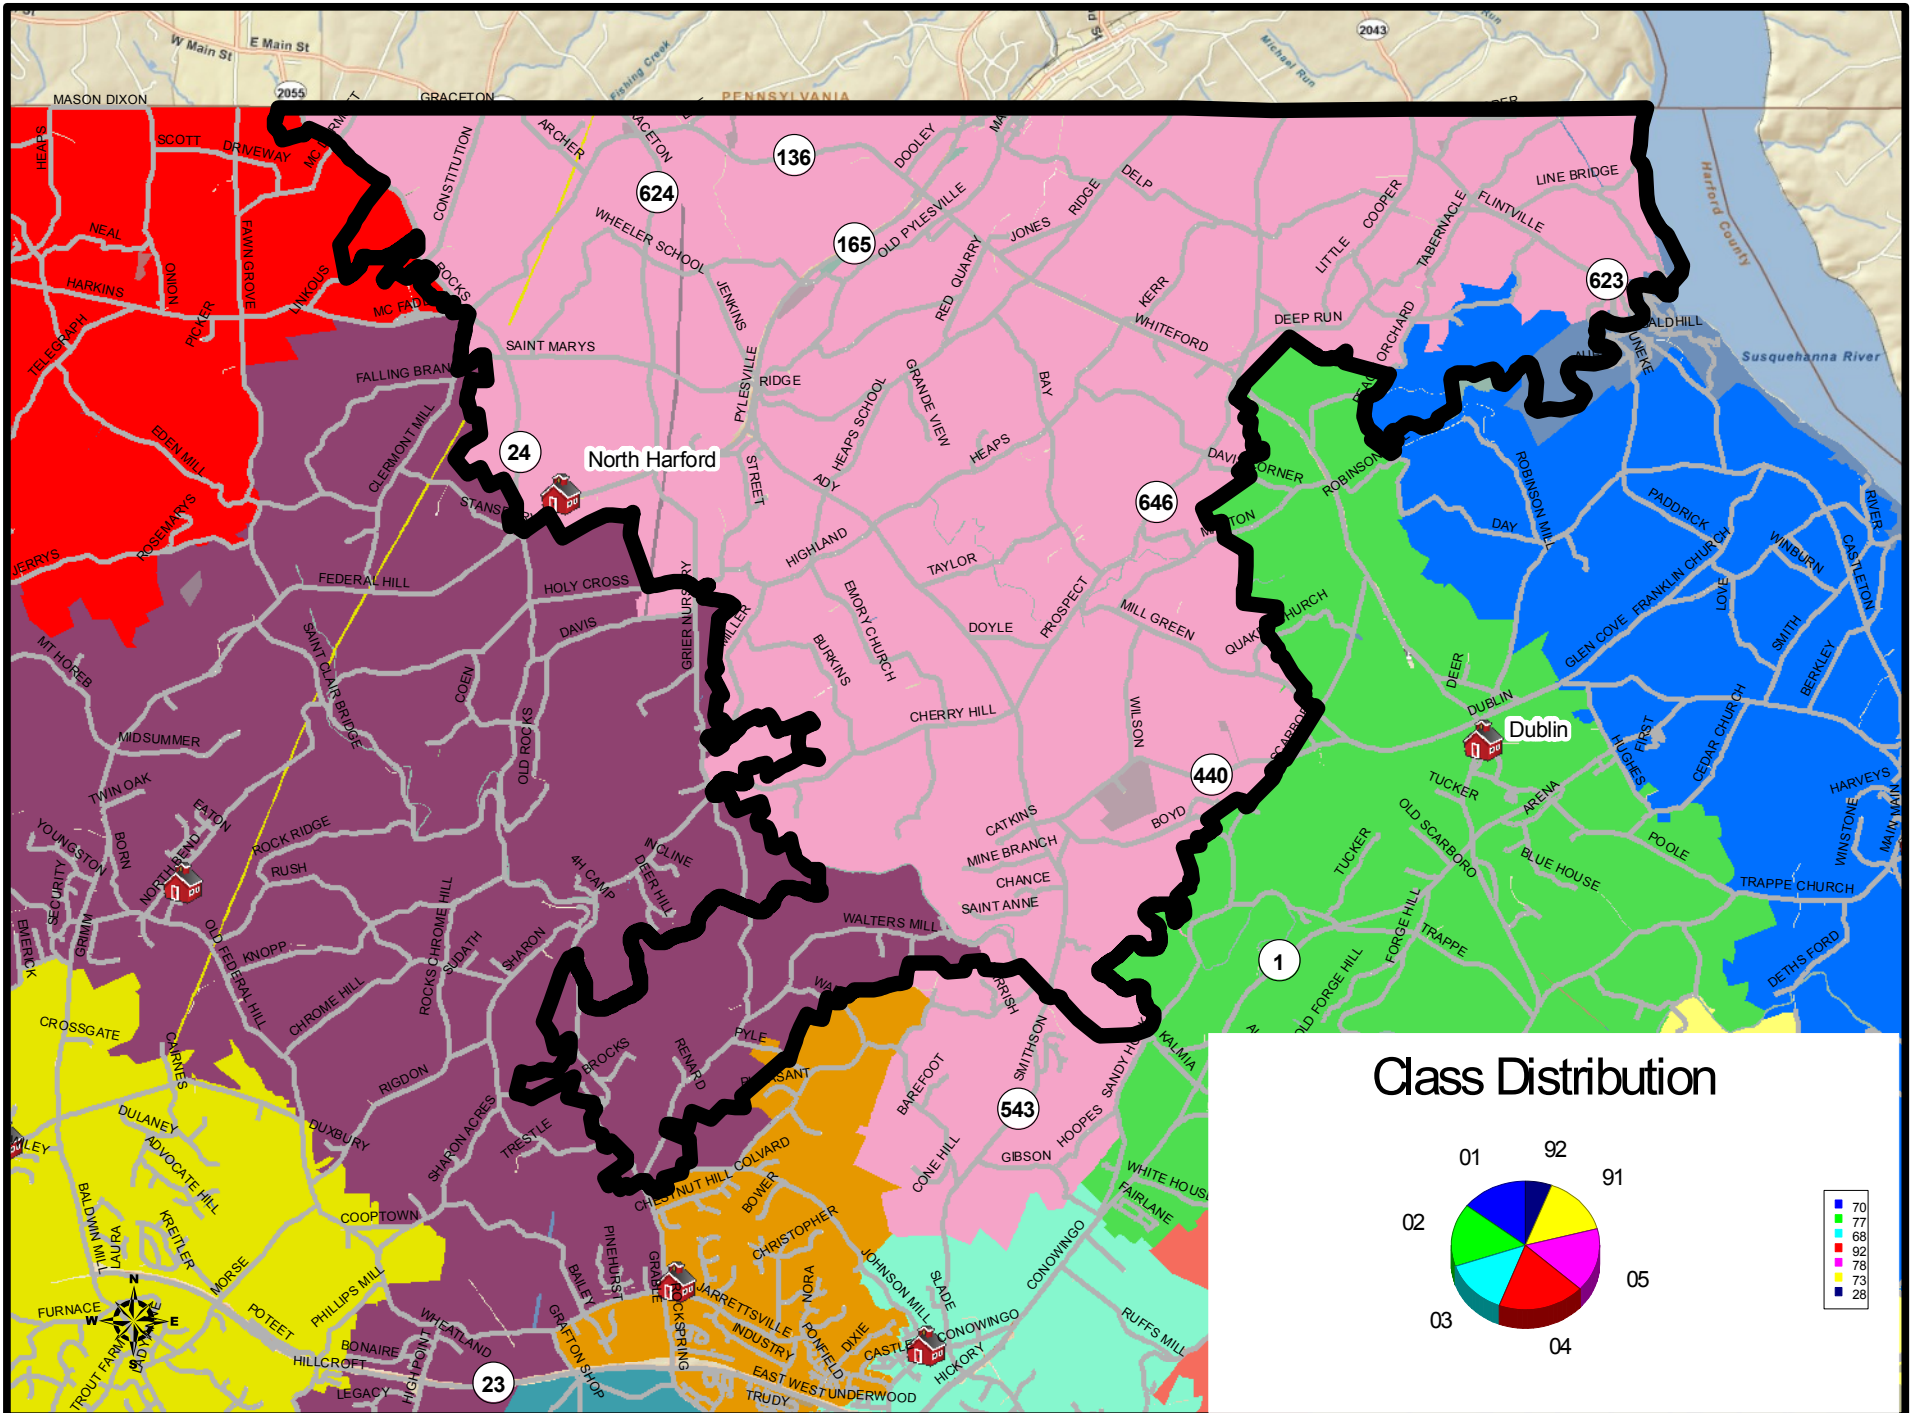 W Main St
E Main St
Fishing Creek
Michael Run
Run
2043
2055
PENNSYLVANIA
MASON DIXON
GRACETON
HEAPS
SCOTT
DRIVEWAY
CONSTITUTION
ARCHER
136
DOOLEY
624
DELP
RIDGE
COOPER
LINE BRIDGE
FLINTVILLE
TABERNACLE
Harford County
NEAL
FAWN GROVE
WHEELER SCHOOL
165
OLD PYLESVILLE
JONES
LITTLE
HARKINS
ONION
LINKOUS
ROCKS
JENKINS
RED QUARRY
KERR
623
PICKER
WHITEFORD
DEEP RUN
ORCHARD
Susquehanna River
TELEGRAPH
SAINT MARYS
PYLESVILLE
RIDGE
GRANDE VIEW
BAY
HEAPS SCHOOL
CLERMONT MILL
EDEN MILL
24
North Harford
STREET
ADY
HEAPS
ROBINSON
ROBINSON MILL
PADDRICK
RIVER
ROSEMARYS
646
DAY
WINBURN
CASTLETON
JERRYS
FEDERAL HILL
HOLY CROSS
HIGHLAND
TAYLOR
FRANKLIN CHURCH
LOVE
SAINT CLAIR BRIDGE
DAVIS
GRIER NURSERY
MILLER
EMORY CHURCH
DOYLE
PROSPECT
MILL GREEN
GLEN COVE
SMITH
BERKLEY
MT HOREB
COEN
BURKINS
DEER
DUBLIN
MIDSUMMER
OLD ROCKS
CHERRY HILL
WILSON
Dublin
HUGHES
FIRST
CEDAR CHURCH
TWIN OAK
440
TUCKER
ARENA
HARVEYS
EATON
YOUNGSTON
BORN
NORTH BEND
ROCK RIDGE
INCLINE
CATKINS
BOYD
OLD SCARBORO
POOLE
WINSTONE
MAIN MAIN
SECURITY
RUSH
4H CAMP
DEER HILL
MINE BRANCH
TUCKER
BLUE HOUSE
CHANCE
TRAPPE CHURCH
EMERICK
GRIMM
SAINT ANNE
WALTERS MILL
OLD FEDERAL HILL
KNOPP
ROCKS CHROME HILL
SUDATH
SHARON
1
FORGE HILL
TRAPPE
DETHS FORD
CHROME HILL
OLD FORGE HILL
CROSSGATE
CAIRNES
PYLE
SMITHSON
KALMIA
BROCKS
RENARD
BAREFOOT
RIGDON
543
HOOPES
DULANEY
ADVOCATE HILL
DUXBURY
SHARON ACRES
TRESTLE
COLVARD
CHESTNUT HILL
CONE HILL
GIBSON
WHITE HOUSE
FAIRLANE
BOWER
BALDWIN MILL
LAURA
KREITLER
COOPTOWN
CHRISTOPHER
MORSE
PINEHURST
GRABLE
JOHNSON MILL
SLADE
CONOWINGO
PHILLIPS MILL
BAILEY
NORA
JARRETTSVILLE
FURNACE
POTEET
WHEATLAND
GRAFTON SHOP
ROCKSPRING
INDUSTRY
PONFIELD
DIXIE
CASTLE
CONOWINGO
RUFFS MILL
BONAIRE
HILLCROFT
HIGH POINT
HICKORY
LEGACY
23
EAST WEST
UNDERWOOD
TRUDY
TROUT FARM
N
W
E
S
Class Distribution
01
92
91
02
05
03
04
70
77
68
92
78
73
28